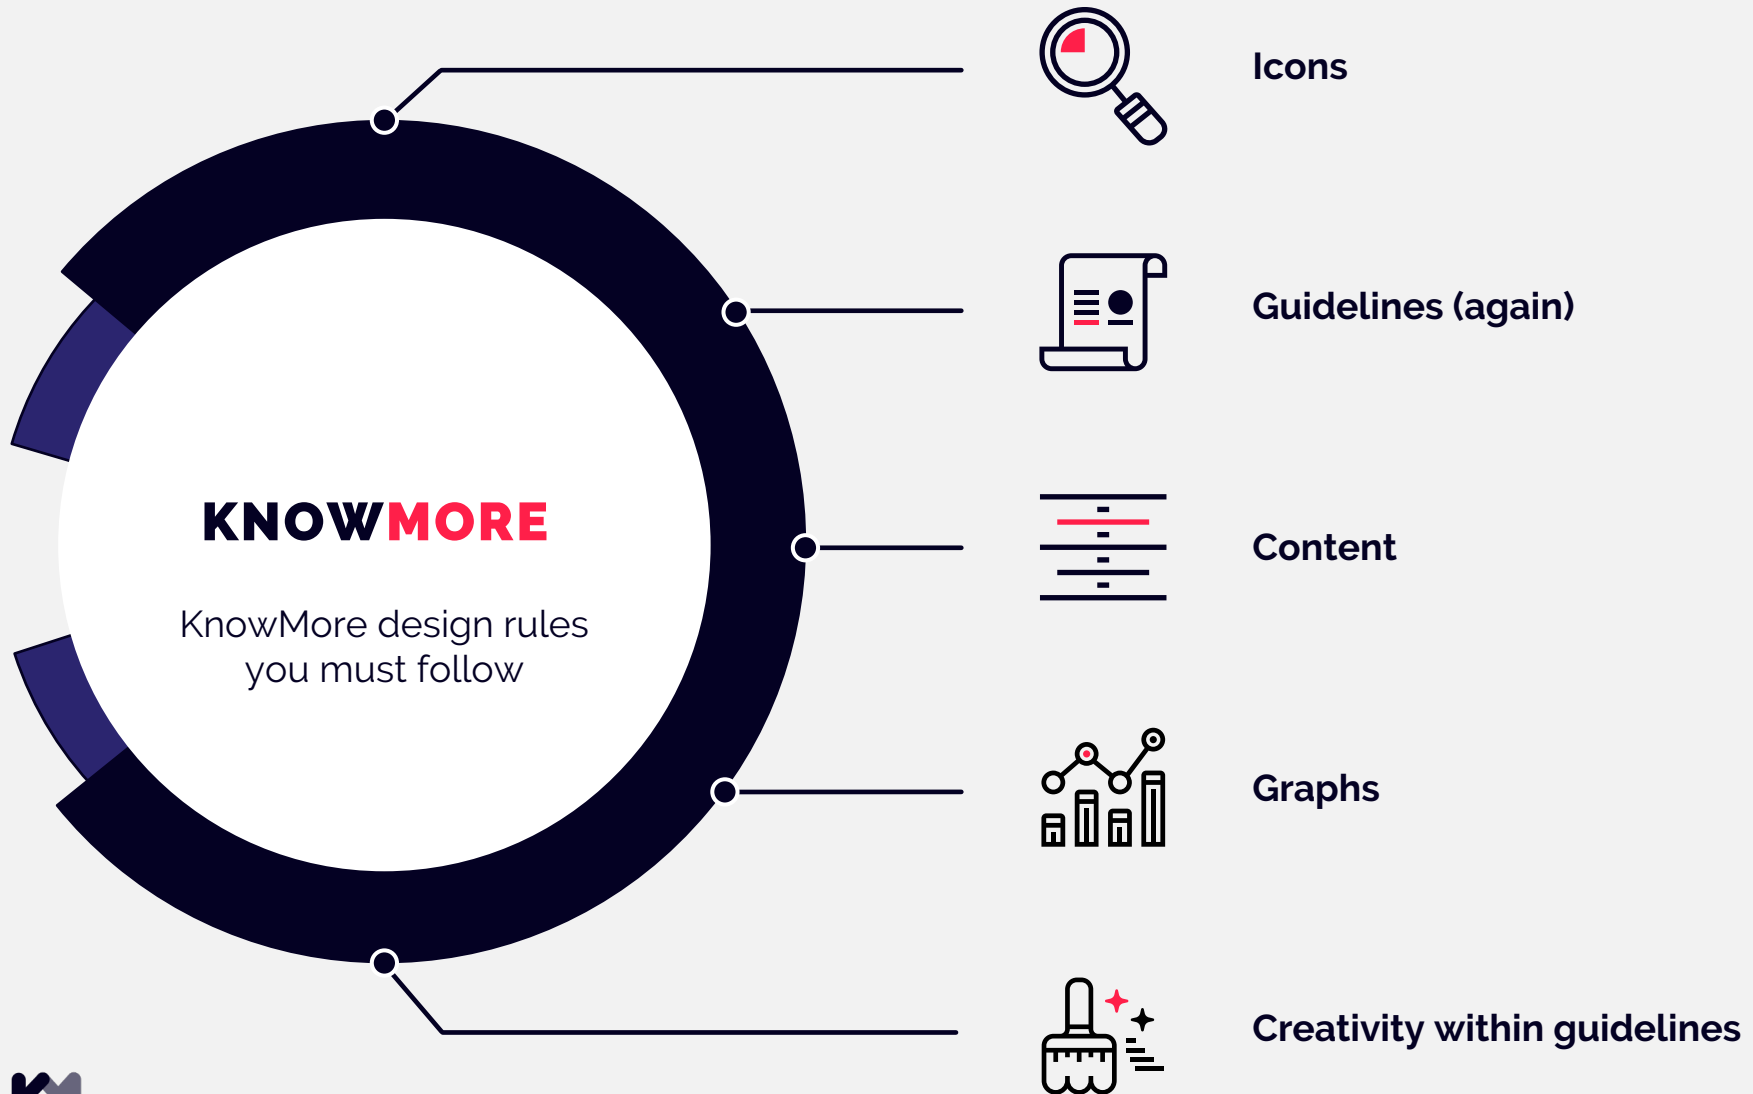 KNOWMORE
KnowMore design rules
you must follow
Icons
Guidelines (again)
Content
Graphs
Creativity within guidelines